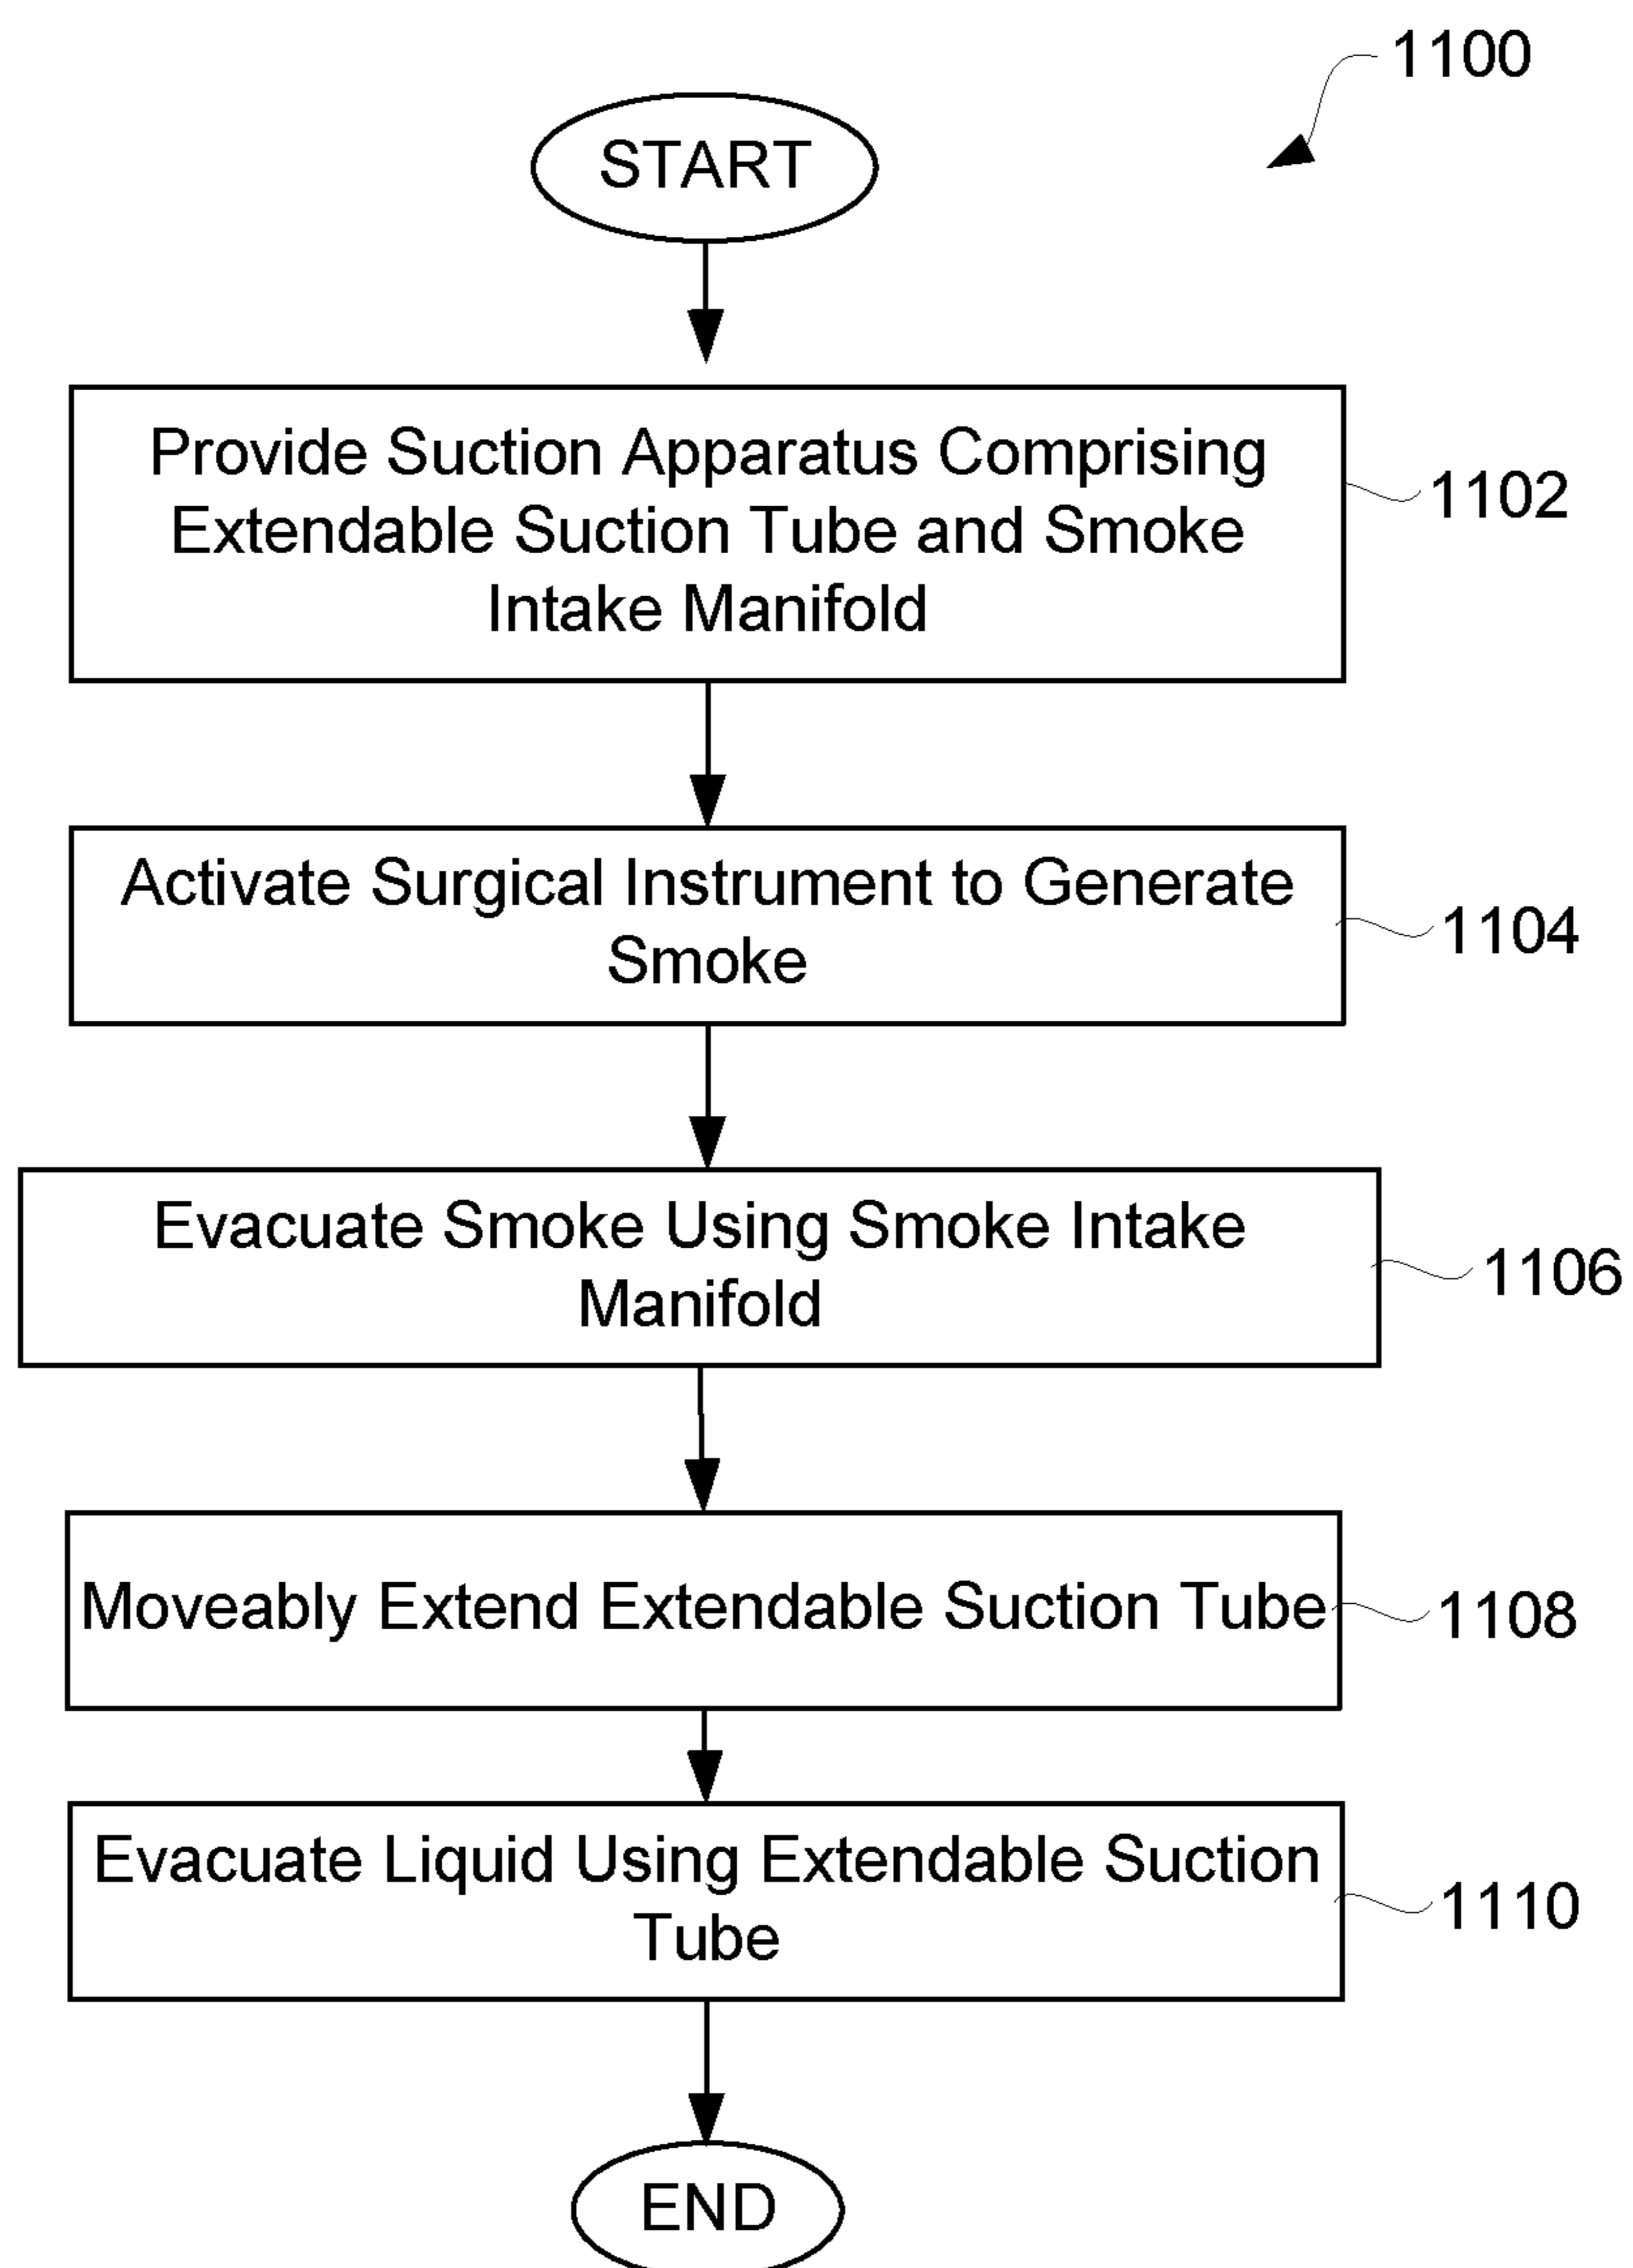 1100
START
Provide Suction Apparatus Comprising
Extendable Suction Tube and Smoke
Intake Manifold
1102
Activate Surgical Instrument to Generate
Smoke
1104
Evacuate Smoke Using Smoke Intake
Manifold
1106
Moveably Extend Extendable Suction Tube
1108
Evacuate Liquid Using Extendable Suction
Tube
1110
END